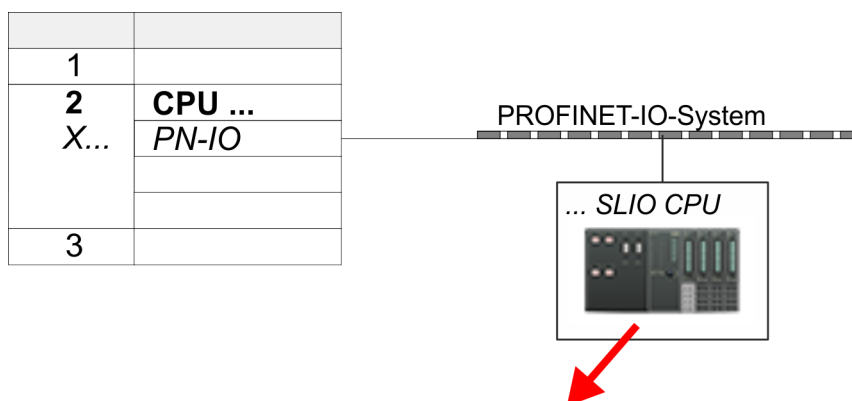 1
2 CPU ...
X... PN-IO
3
PROFINET-IO-System
... SLIO CPU